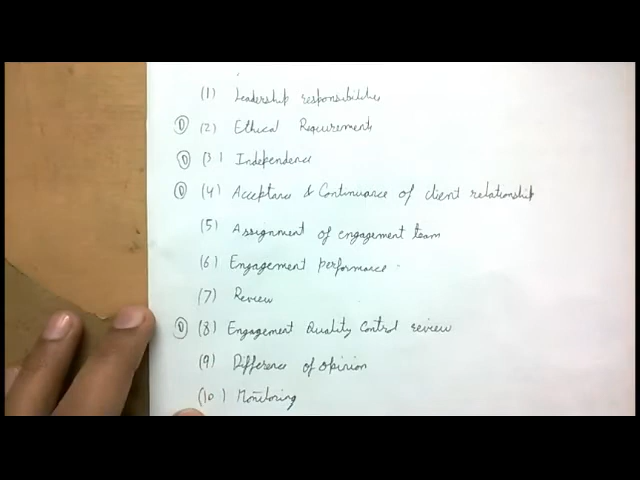 (1) Leadership responsibilities
D (2) Ethical Requirements
D (3) Independence
D (4) Acceptance & Continuance of client relationship
(5) Assignment of engagement team
(6) Engagement performance
(7) Review
D (8) Engagement Quality Control review
(9) Difference of opinion
(10) Monitoring